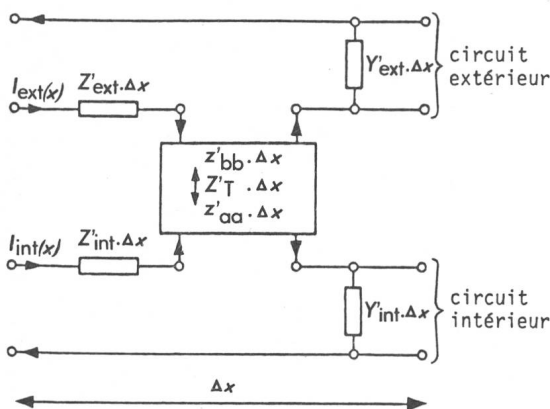 circuit
extérieur
Y'ext.Δx
Iext(x) Z'ext.Δx
z'bb.Δx
Z'T.Δx
z'aa.Δx
Iint(x) Z'int.Δx
Y'int.Δx
circuit
intérieur
Δx